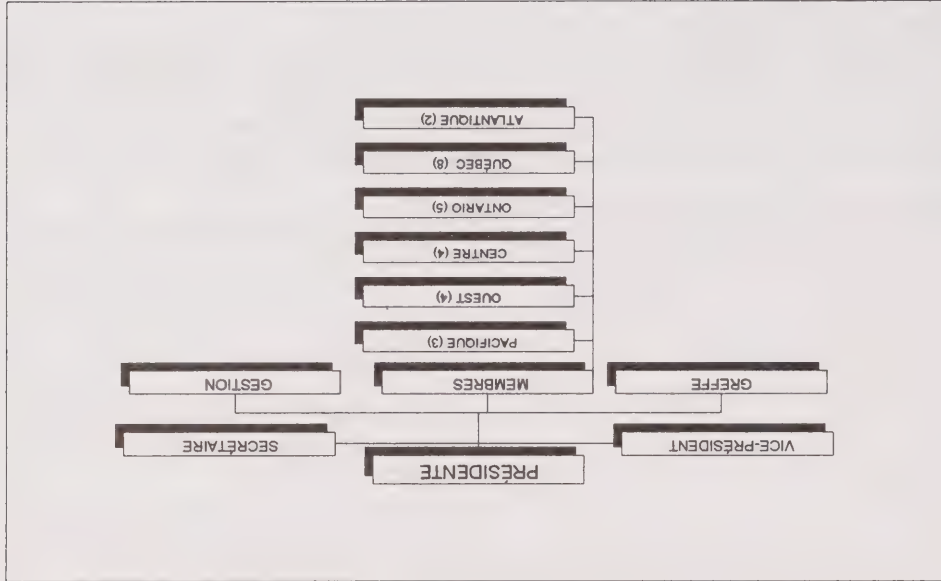 PRÉSIDENTE
VICE-PRÉSIDENT
SECRÉTAIRE
GREFFE
MEMBRES
GESTION
PACIFIQUE (3)
OUEST (4)
CENTRE (4)
ONTARIO (5)
QUÉBEC (8)
ATLANTIQUE (2)